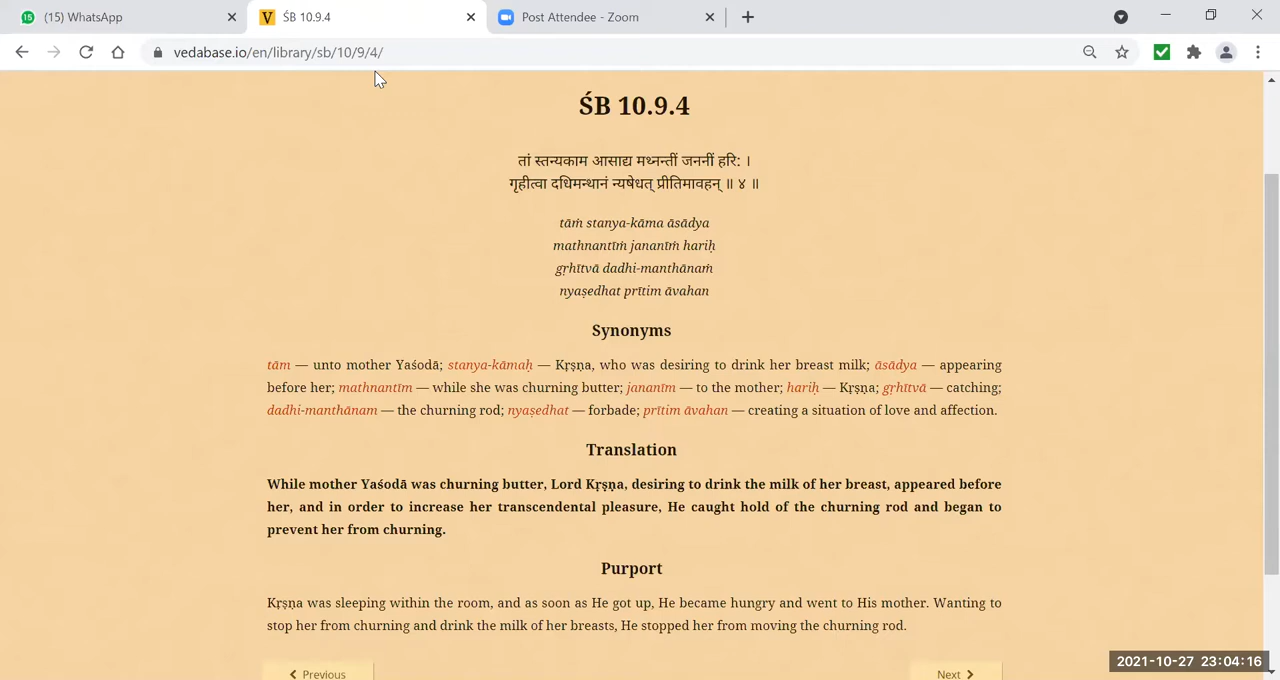 (15) WhatsApp
ŚB 10.9.4
Post Attendee - Zoom
vedabase.io/en/library/sb/10/9/4/
ŚB 10.9.4
तां स्तन्यकाम आसाद्य मथ्नन्तीं जननीं हरि: ।
गृहीत्वा दधिमन्थानं न्यषेधत् प्रीतिमावहन् ॥ ४ ॥
tāṁ stanya-kāma āsādya
mathnantīṁ jananīṁ hariḥ
gṛhītvā dadhi-manthānaṁ
nyaṣedhat prītim āvahan
Synonyms
tām — unto mother Yaśodā; stanya-kāmaḥ — Kṛṣṇa, who was desiring to drink her breast milk; āsādya — appearing
before her; mathnantīm — while she was churning butter; jananīm — to the mother; hariḥ — Kṛṣṇa; gṛhītvā — catching;
dadhi-manthānam — the churning rod; nyaṣedhat — forbade; prītim āvahan — creating a situation of love and affection.
Translation
While mother Yaśodā was churning butter, Lord Kṛṣṇa, desiring to drink the milk of her breast, appeared before
her, and in order to increase her transcendental pleasure, He caught hold of the churning rod and began to
prevent her from churning.
Purport
Kṛṣṇa was sleeping within the room, and as soon as He got up, He became hungry and went to His mother. Wanting to
stop her from churning and drink the milk of her breasts, He stopped her from moving the churning rod.
Previous
Next
2021-10-27 23:04:16